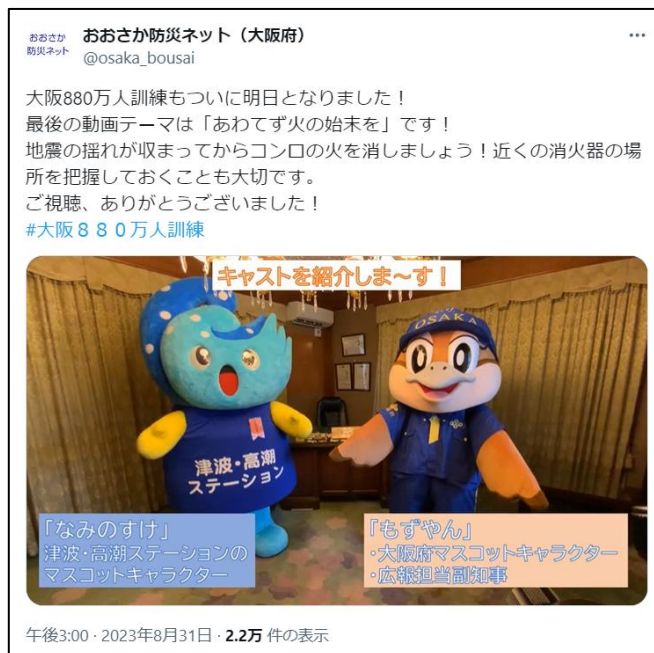 おおさか
防災ネット
おおさか防災ネット（大阪府）
@osaka_bousai
大阪880万人訓練もついに明日となりました！
最後の動画テーマは「あわてず火の始末を」です！
地震の揺れが収まってからコンロの火を消しましょう！近くの消火器の場
所を把握しておくことも大切です。
ご視聴、ありがとうございました！
#大阪８８０万人訓練
キャストを紹介しま～す！
OSAKA
津波・高潮
ステーション
「なみのすけ」
津波・高潮ステーションの
マスコットキャラクター
「もずやん」
・大阪府マスコットキャラクター
・広報担当副知事
午後3:00 · 2023年8月31日 · 2.2万 件の表示